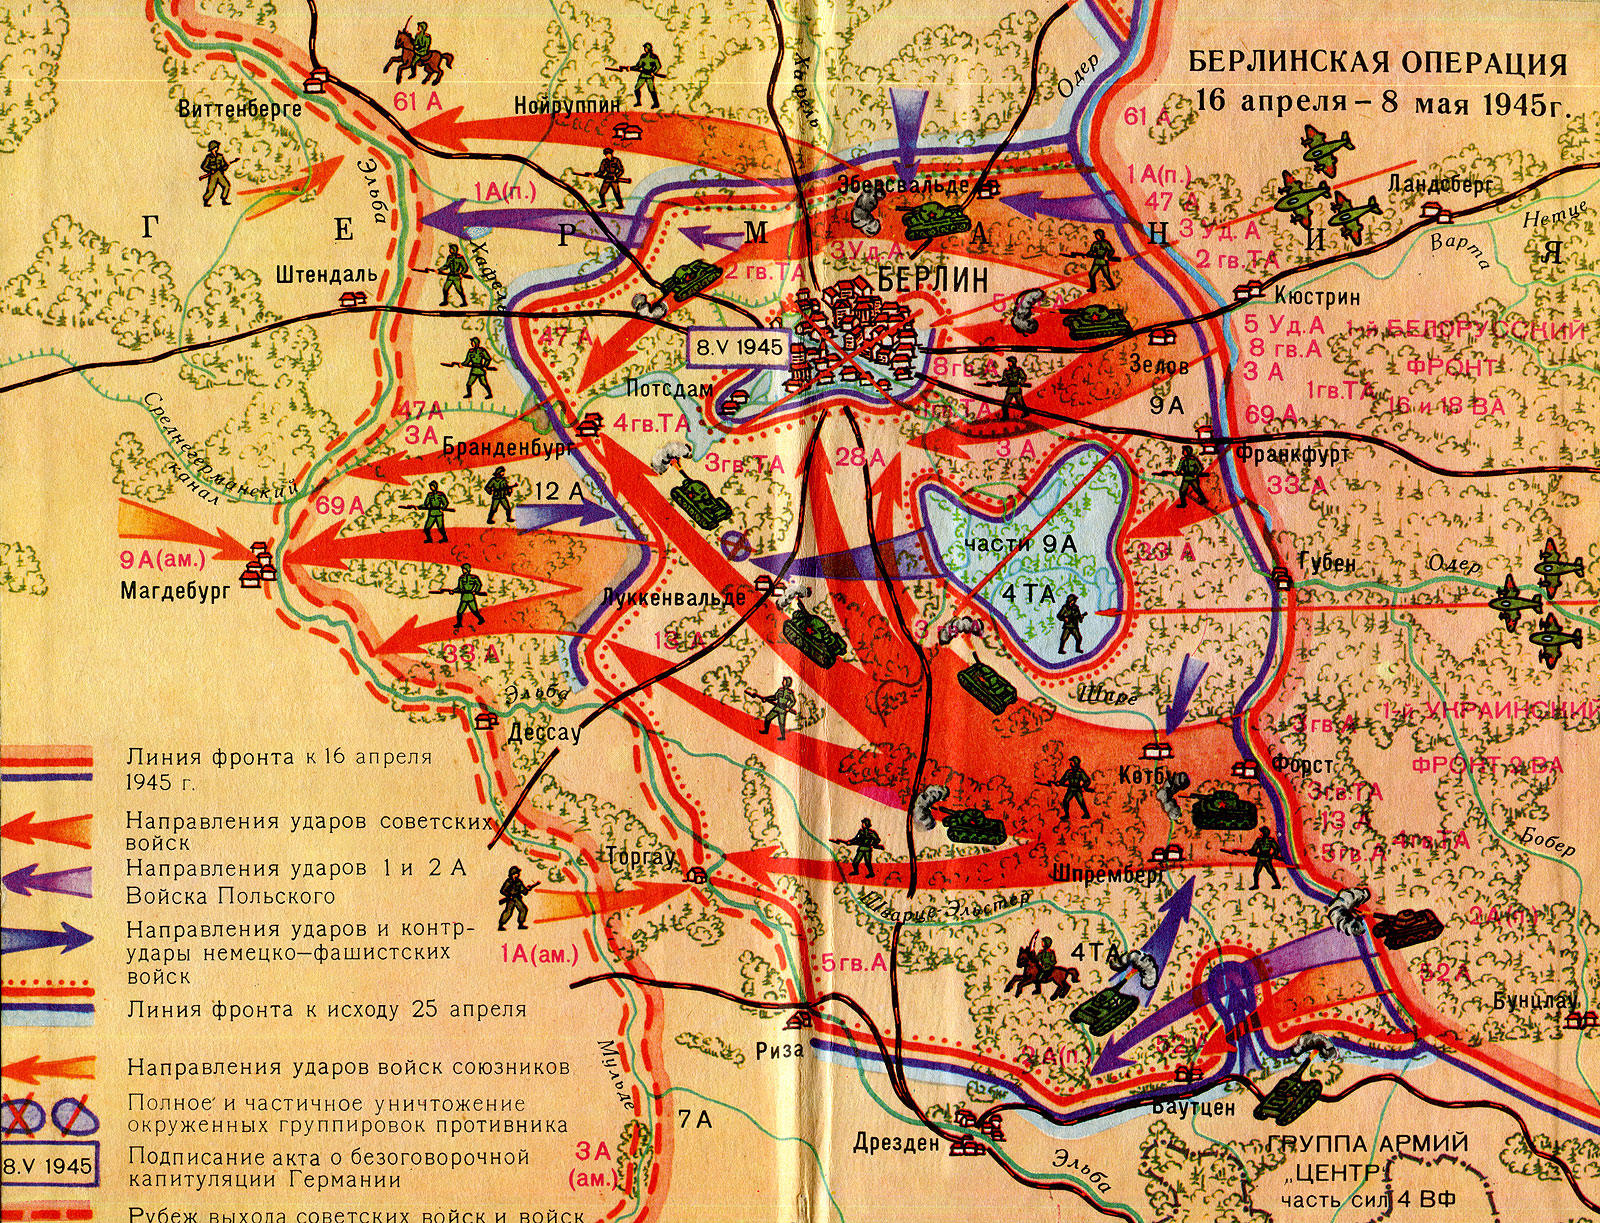 БЕРЛИНСКАЯ ОПЕРАЦИЯ
16 апреля – 8 мая 1945г.
61 А
Виттенберге
Нойруппин
Хафель
Одер
61 А
Эльба
1А(п.)
Эберсвальде
1А(п.)
47 А
3 Уд. А
2 гв.ТА
Ландсберг
Нетце
Варта
Г Е Р М А Н И Я
Штендаль
Хафель
2 гв.ТА
3Уд.А
БЕРЛИН
Кюстрин
47 А
8.V 1945
5 Уд.А
8 гв.А
3 А
1-й БЕЛОРУССКИЙ
ФРОНТ
1гв.ТА
16 и 18 ВА
Зелов
8гв.А
9А
69 А
Потсдам
4гв.ТА
1гв.ТА
47А
3А
Бранденбург
3гв.ТА
28 А
3 А
Франкфурт
33 А
Среднегерманский
канал
12 А
69А
9А(ам.)
Магдебург
части 9А
4 ТА
33 А
Губен
Одер
Луккенвальде
13 А
33 А
Эльба
Дессау
Шпре
3 гв.А
1-й УКРАИНСКИЙ
ФРОНТ 2 ВА
Котбус
Форст
3гв.ТА
13 А
5гв.А
4гв.ТА
Бобер
Торгау
Шпремберг
Шварце Эльстер
2А(п.)
1А(ам.)
5гв.А
4ТА
52 А
Бунцлау
Риза
2А(п.)
52А
Мульде
7А
Баутцен
Дрезден
Эльба
3А
(ам.)
ГРУППА АРМИЙ
„ЦЕНТР"
часть сил 4 ВФ
Линия фронта к 16 апреля
1945 г.
Направления ударов советских
войск
Направления ударов 1 и 2 А
Войска Польского
Направления ударов и контр-
удары немецко–фашистских
войск
Линия фронта к исходу 25 апреля
Направления ударов войск союзников
Полное и частичное уничтожение
окруженных группировок противника
8.V 1945
Подписание акта о безоговорочной
капитуляции Германии
Рубеж выхода советских войск и войск